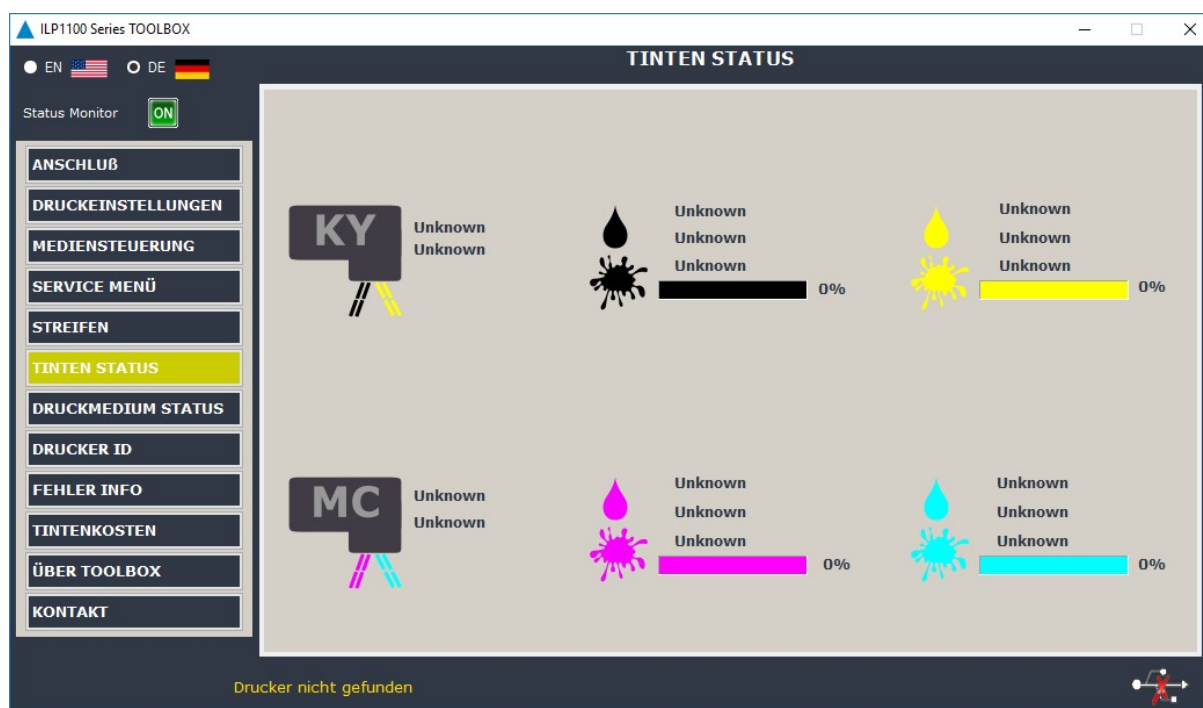 ILP1100 Series TOOLBOX
EN
DE
TINTEN STATUS
Status Monitor
ON
ANSCHLUß
DRUCKEINSTELLUNGEN
MEDIENSTEUERUNG
SERVICE MENÜ
STREIFEN
TINTEN STATUS
DRUCKMEDIUM STATUS
DRUCKER ID
FEHLER INFO
TINTENKOSTEN
ÜBER TOOLBOX
KONTAKT
KY
Unknown
Unknown
Unknown
Unknown
Unknown
0%
Unknown
Unknown
Unknown
0%
MC
Unknown
Unknown
Unknown
Unknown
Unknown
0%
Unknown
Unknown
Unknown
0%
Drucker nicht gefunden